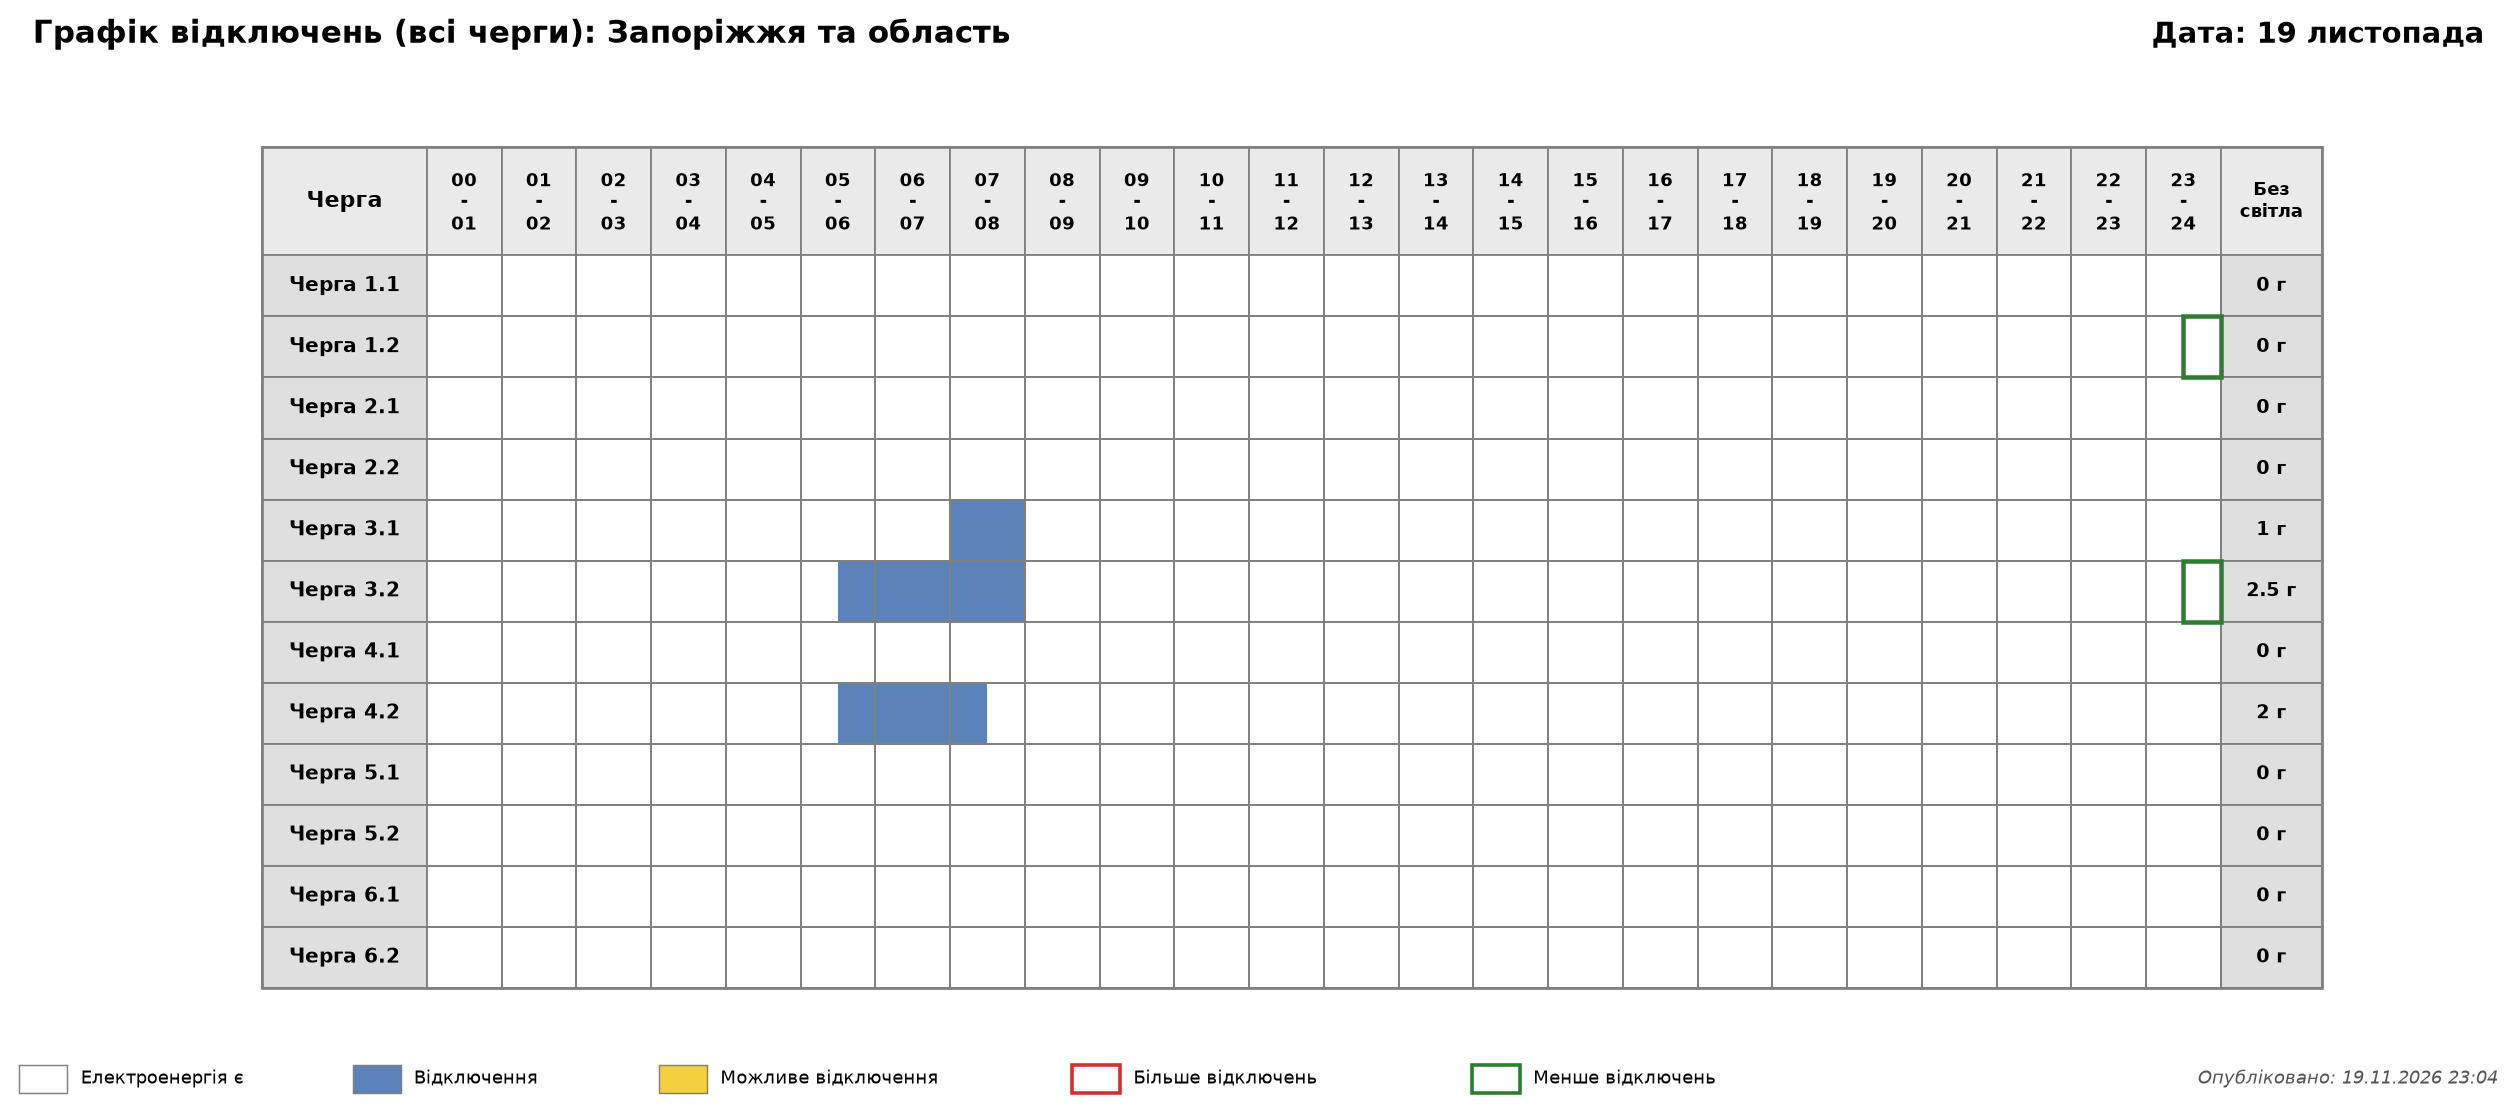 Графік відключень (всі черги): Запоріжжя та область
Дата: 19 листопада
Черга 00 - 01 01 - 02 02 - 03 03 - 04 04 - 05 05 - 06 06 - 07 07 - 08 08 - 09 09 - 10 10 - 11 11 - 12 12 - 13 13 - 14 14 - 15 15 - 16 16 - 17 17 - 18 18 - 19 19 - 20 20 - 21 21 - 22 22 - 23 23 - 24 Без світла
Черга 1.1 0 г
Черга 1.2 0 г
Черга 2.1 0 г
Черга 2.2 0 г
Черга 3.1 1 г
Черга 3.2 2.5 г
Черга 4.1 0 г
Черга 4.2 2 г
Черга 5.1 0 г
Черга 5.2 0 г
Черга 6.1 0 г
Черга 6.2 0 г
Електроенергія є
Відключення
Можливе відключення
Більше відключень
Менше відключень
Опубліковано: 19.11.2026 23:04